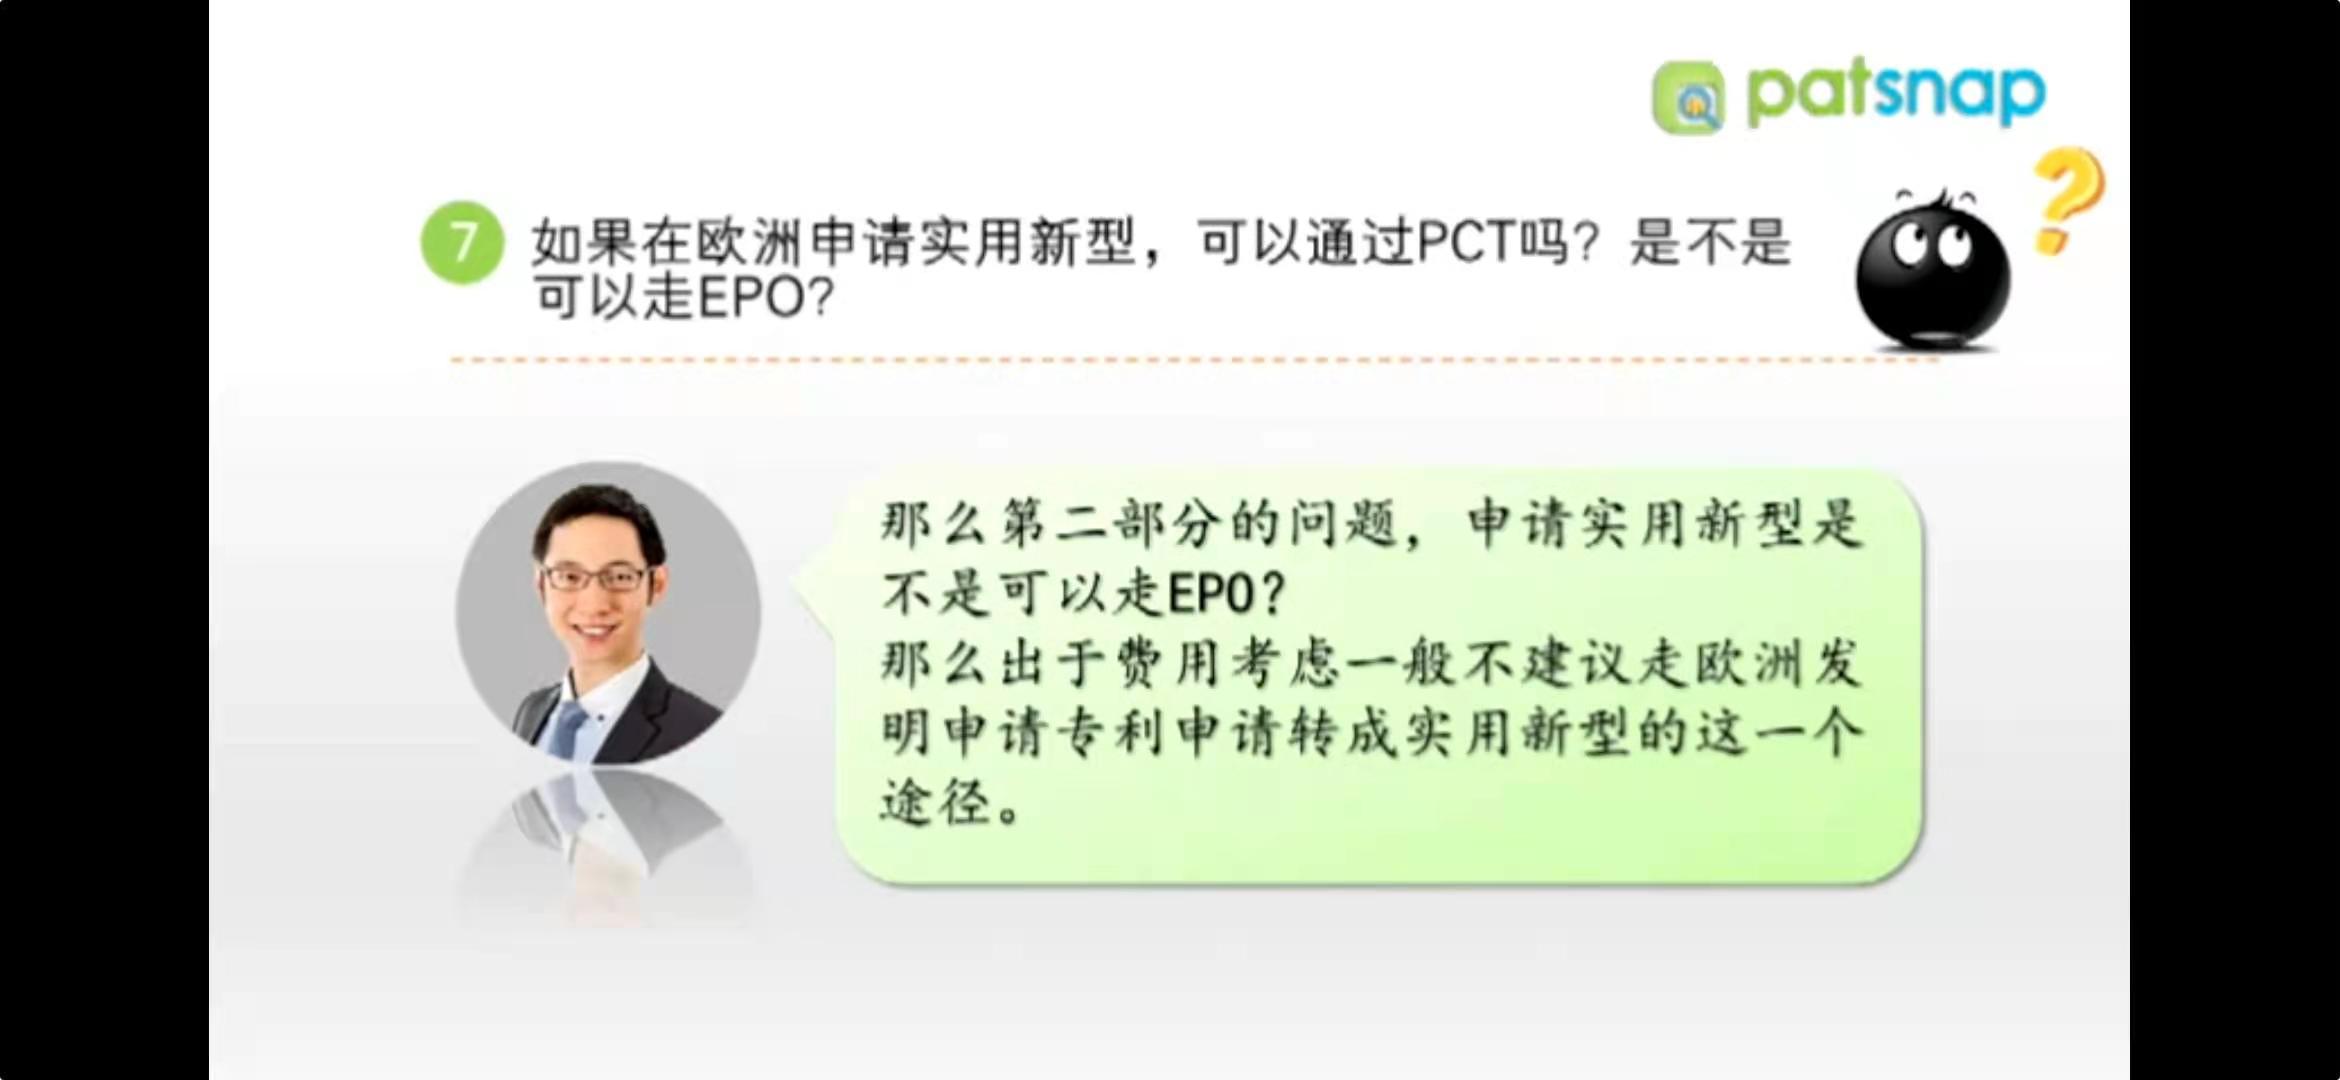 patsnap
7 如果在欧洲申请实用新型，可以通过PCT吗？是不是
可以走EPO？
那么第二部分的问题，申请实用新型是
不是可以走EPO？
那么出于费用考虑一般不建议走欧洲发
明申请专利申请转成实用新型的这一个
途径。